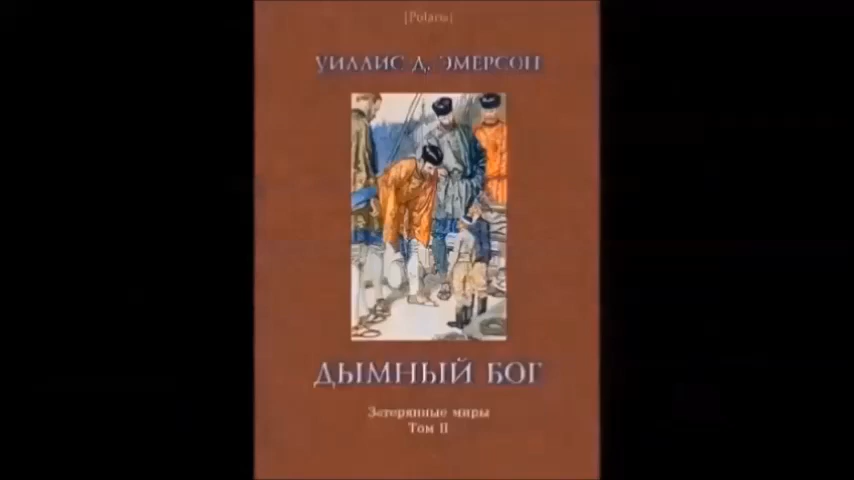 [Polaris]
УИЛЛИС Д. ЭМЕРСОН
ДЫМНЫЙ БОГ
Затерянные миры
Том II